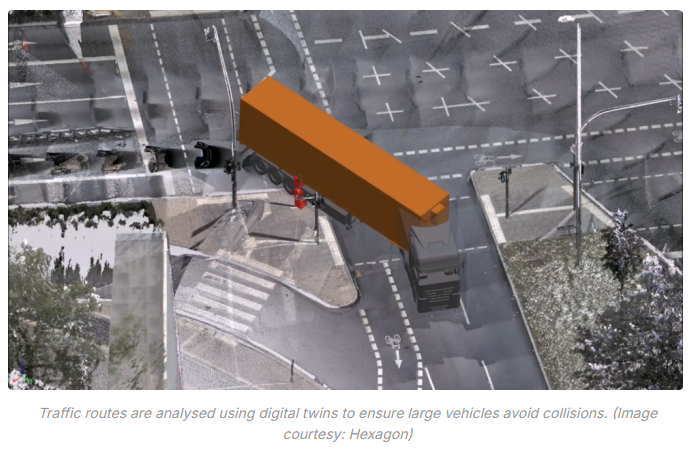 Traffic routes are analysed using digital twins to ensure large vehicles avoid collisions. (Image
courtesy: Hexagon)